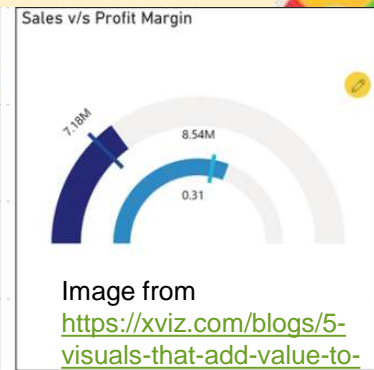 Sales v/s Profit Margin
7.18M
8.54M
0.31
Image from
https://xviz.com/blogs/5-
visuals-that-add-value-to-